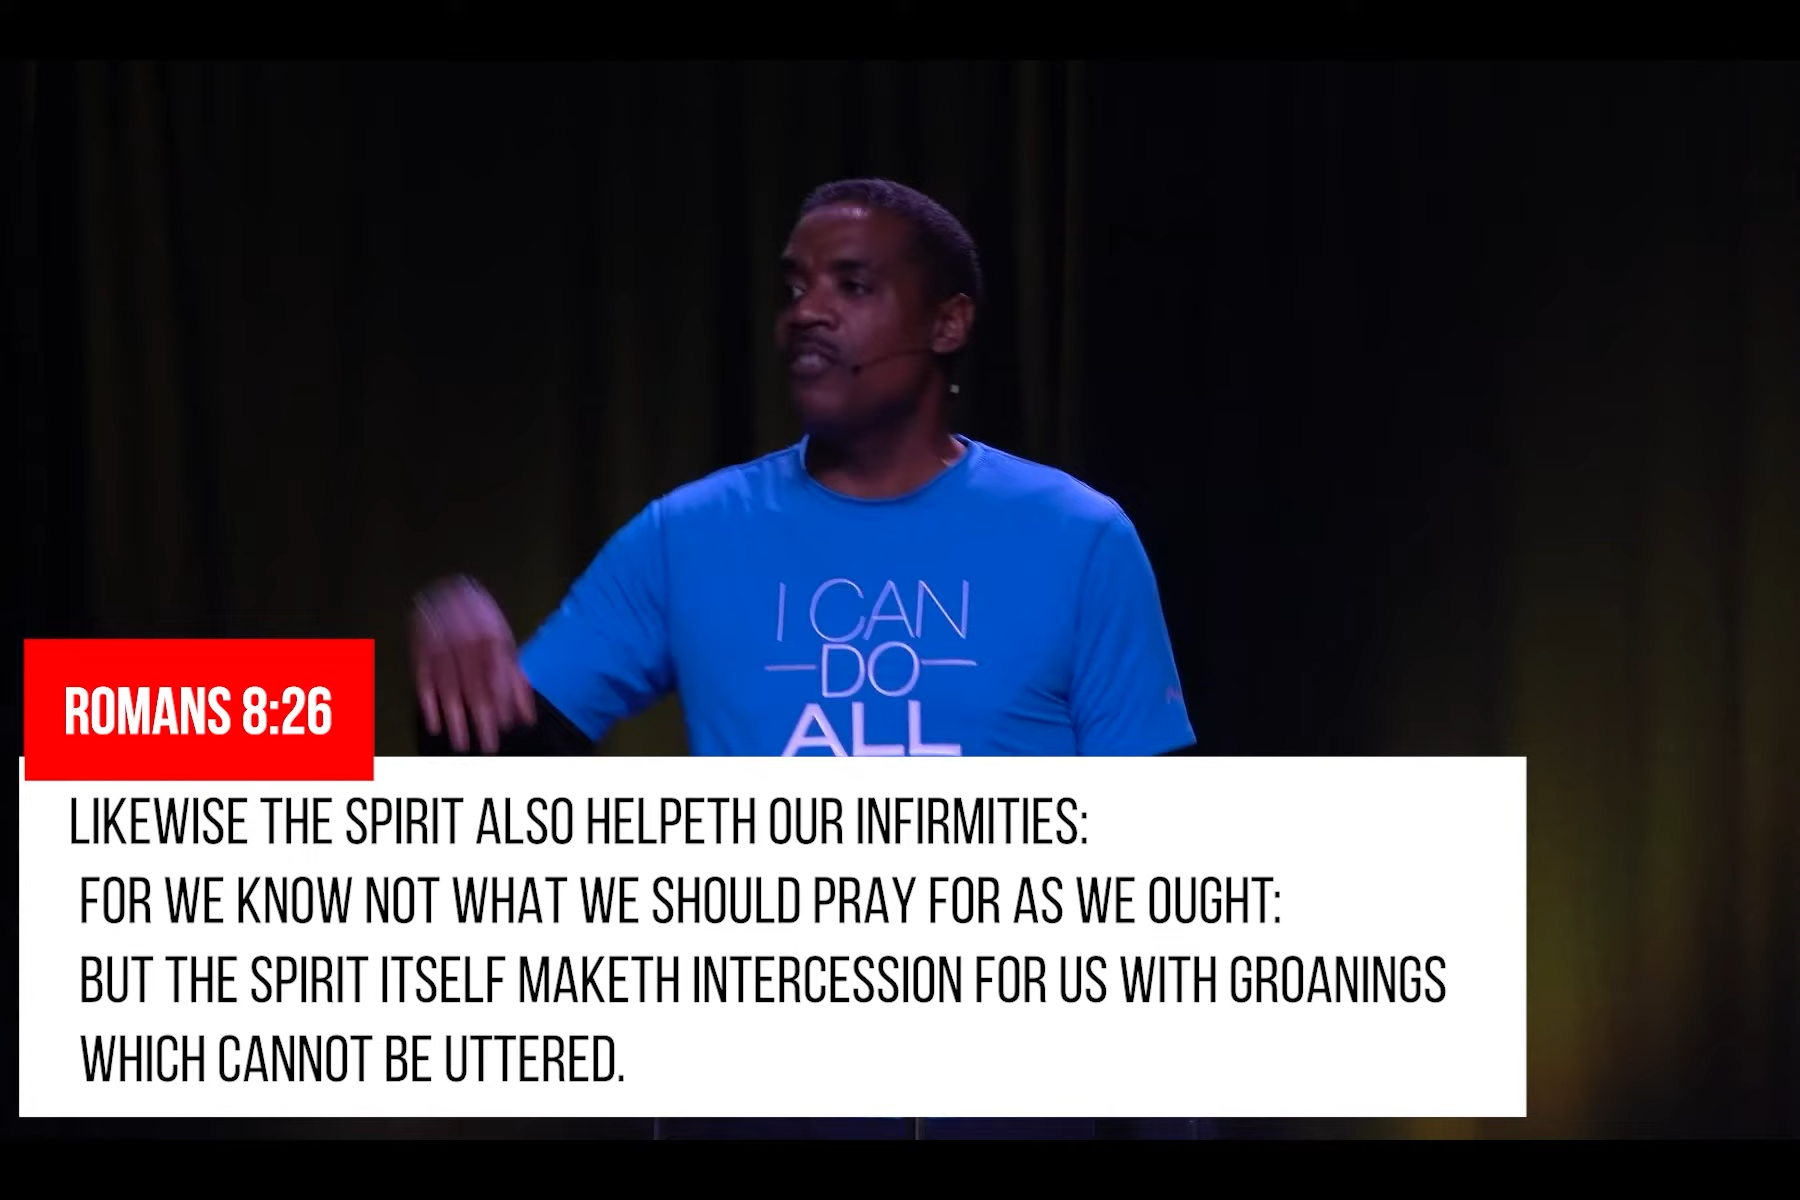 I CAN
DO
ALL
ROMANS 8:26
LIKEWISE THE SPIRIT ALSO HELPETH OUR INFIRMITIES:
FOR WE KNOW NOT WHAT WE SHOULD PRAY FOR AS WE OUGHT:
BUT THE SPIRIT ITSELF MAKETH INTERCESSION FOR US WITH GROANINGS
WHICH CANNOT BE UTTERED.